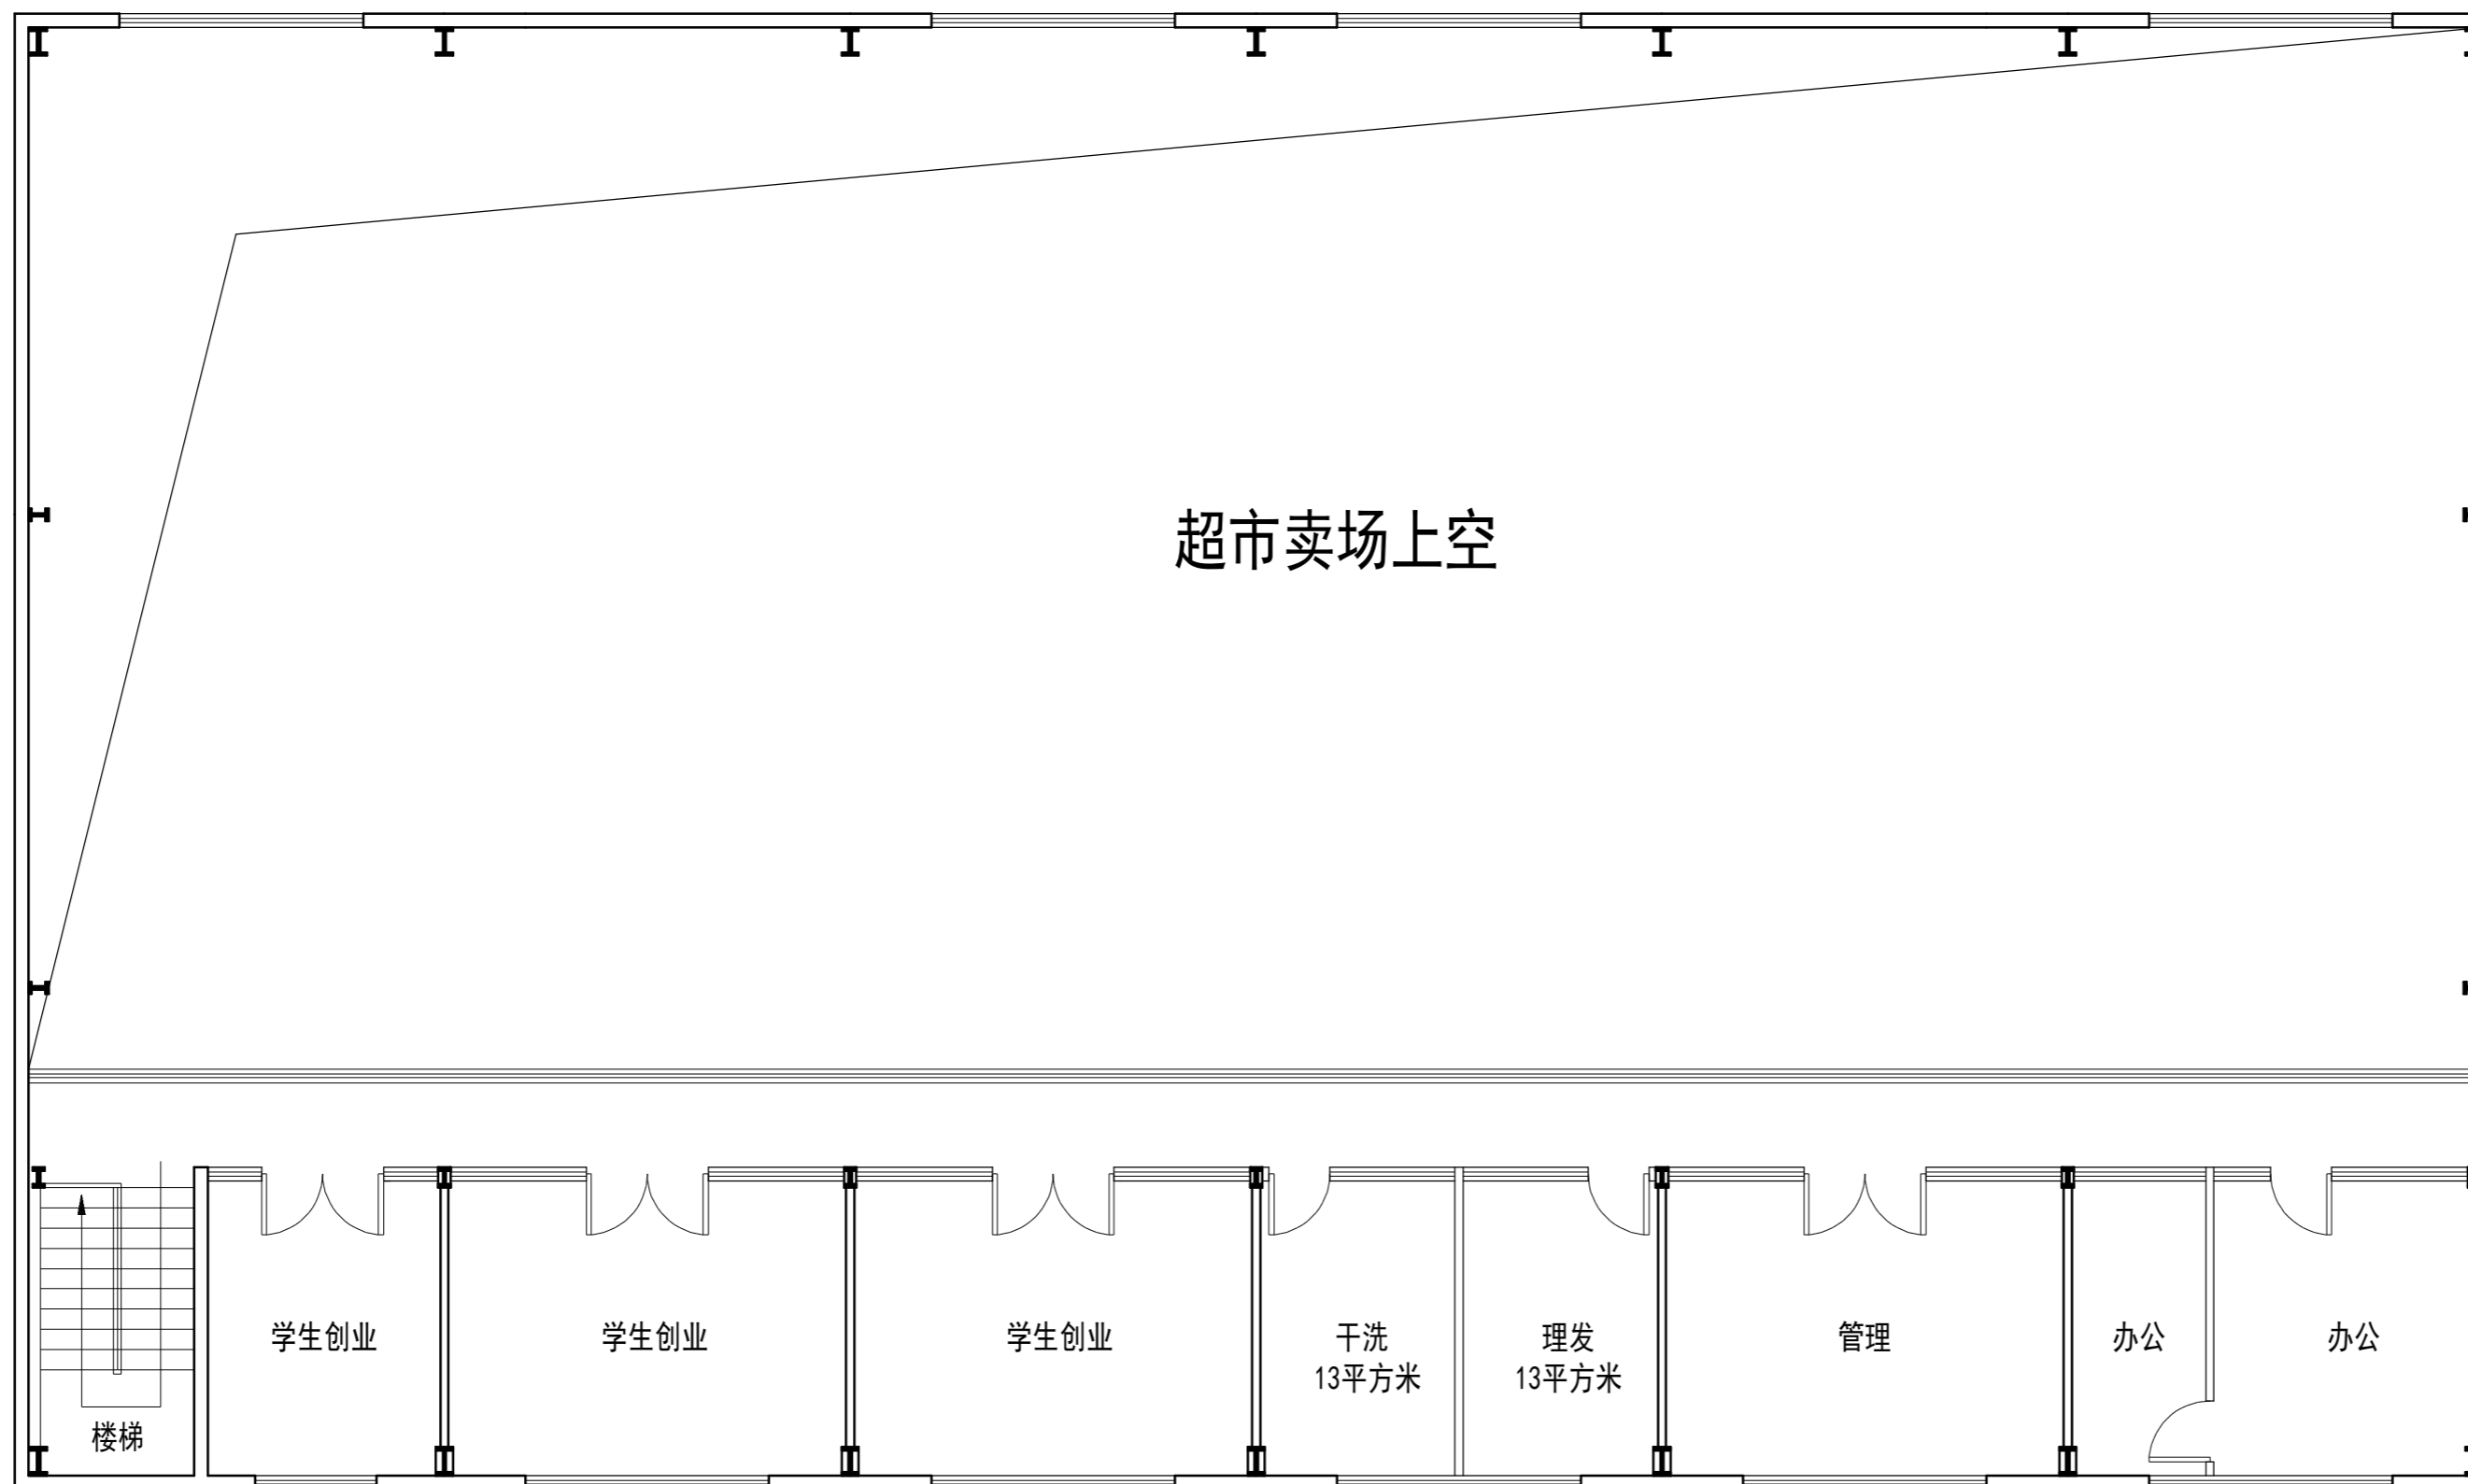 超市卖场上空
学生创业
学生创业
学生创业
干洗
13平方米
理发
13平方米
管理
办公
办公
楼梯